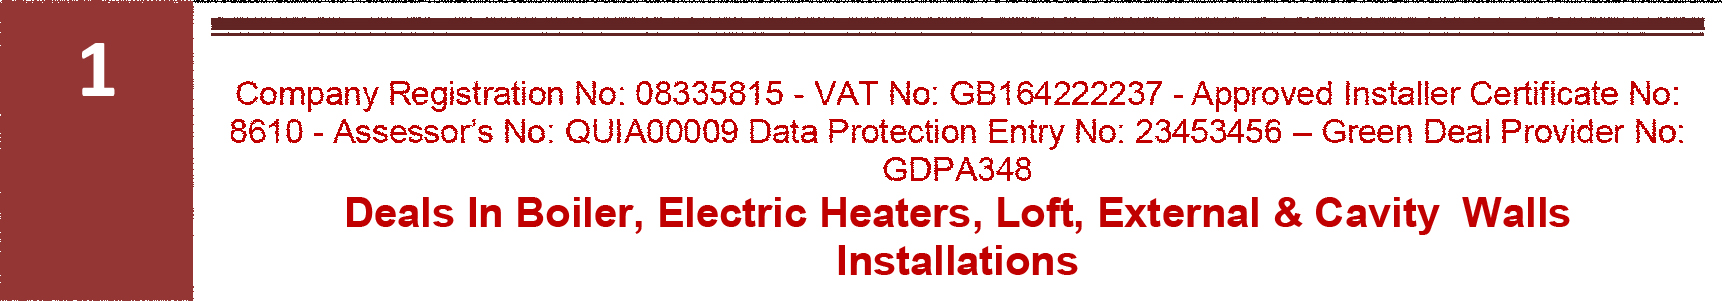 1
Company Registration No: 08335815 - VAT No: GB164222237 - Approved Installer Certificate No:
8610 - Assessor’s No: QUIA00009 Data Protection Entry No: 23453456 – Green Deal Provider No:
GDPA348
Deals In Boiler, Electric Heaters, Loft, External & Cavity Walls
Installations